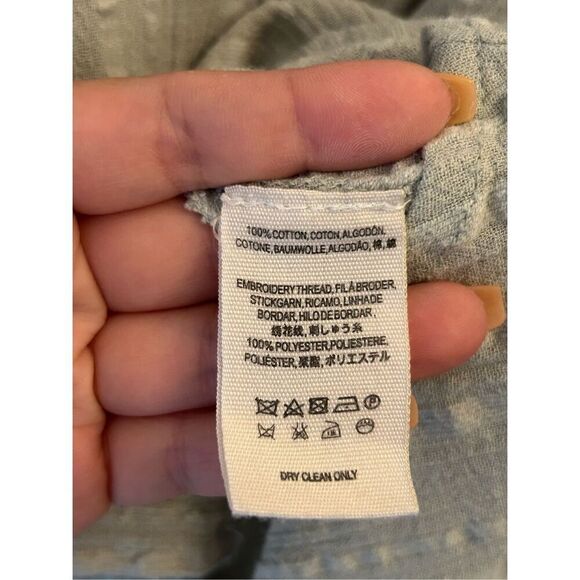 100% COTTON, COTON, ALGODÓN,
COTONE, BAUMWOLLE, ALGODÃO, 棉, 綿
EMBROIDERY THREAD, FIL À BRODER,
STICKGARN, RICAMO, LINHA DE
BORDAR, HILO DE BORDAR,
绣花纹, 刺しゅう糸
100% POLYESTER, POLIESTERE,
POLIÉSTER, 聚酯, ポリエステル
DRY CLEAN ONLY